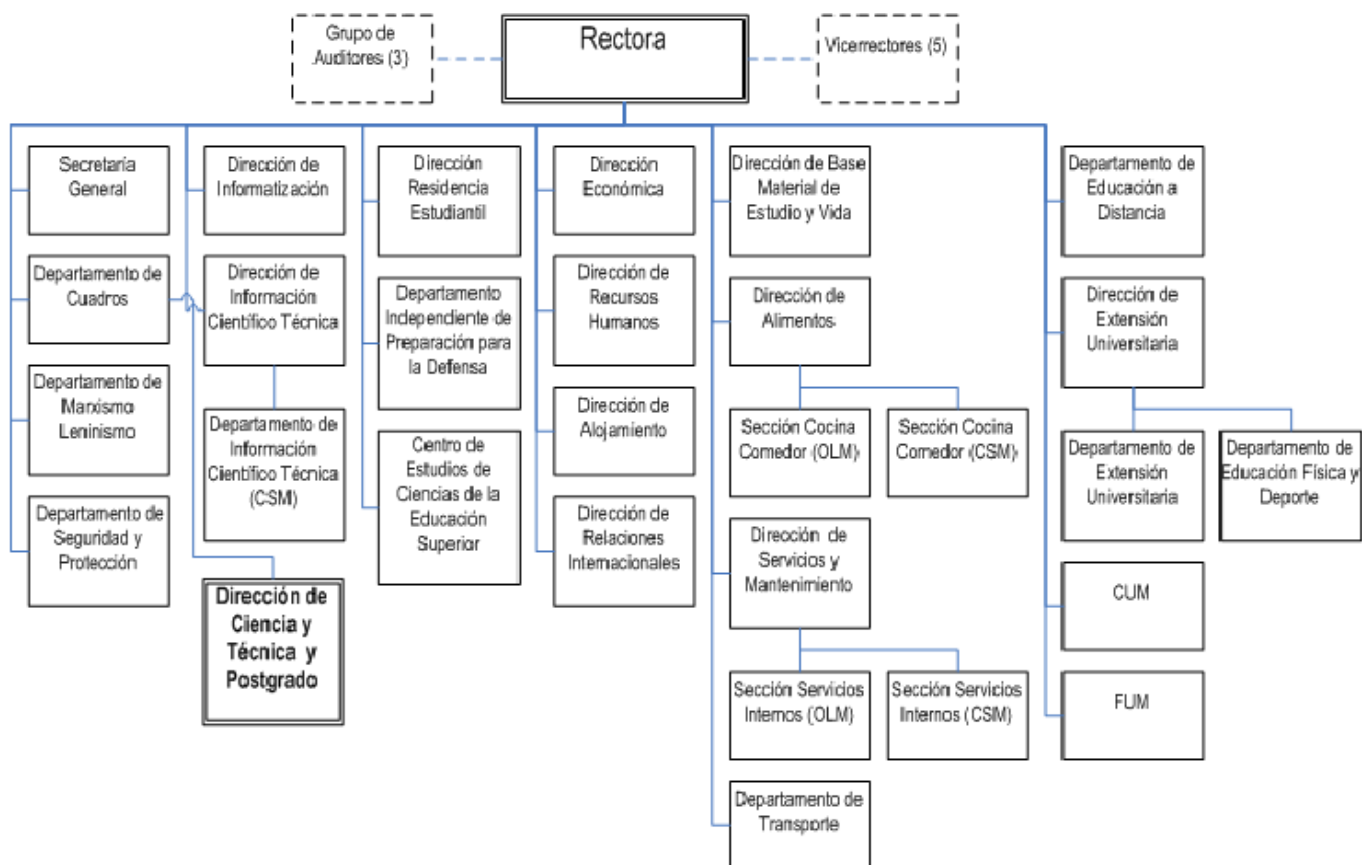 Grupo de
Auditores (3)
Rectora
Vicerrectores (5)
Secretaría
General
Departamento de
Cuadros
Departamento de
Marxismo
Leninismo
Departamento de
Seguridad y
Protección
Dirección de
Informatización
Dirección de
Información
Científico Técnica
Departamento de
Información
Científico Técnica
(CSM)
Dirección de
Ciencia y
Técnica y
Postgrado
Dirección
Residencia
Estudiantil
Departamento
Independiente de
Preparación para
la Defensa
Centro de
Estudios de
Ciencias de la
Educación
Superior
Dirección
Económica
Dirección de
Recursos
Humanos
Dirección de
Alojamiento
Dirección de
Relaciones
Internacionales
Dirección de Base
Material de
Estudio y Vida
Dirección de
Alimentos
Sección Cocina
Comedor (OLM)
Sección Cocina
Comedor (CSM)
Dirección de
Servicios y
Mantenimiento
Sección Servicios
Internos (OLM)
Sección Servicios
Internos (CSM)
Departamento de
Transporte
Departamento de
Educación a
Distancia
Dirección de
Extensión
Universitaria
Departamento de
Extensión
Universitaria
Departamento de
Educación Física y
Deporte
CUM
FUM